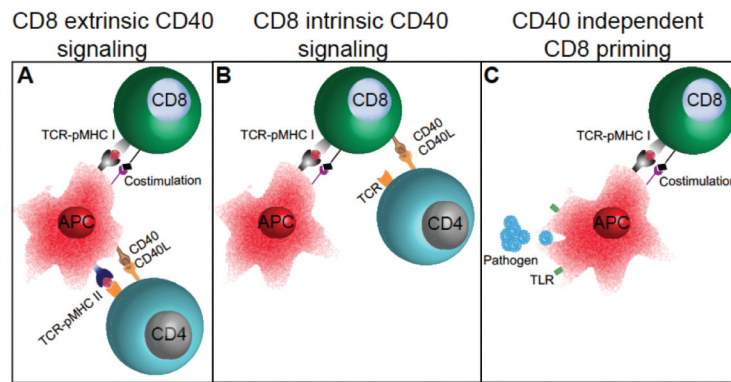 CD8 extrinsic CD40
signaling
CD8 intrinsic CD40
signaling
CD40 independent
CD8 priming
A
CD8
TCR-pMHC I
Costimulation
APC
CD40
CD40L
TCR-pMHC II
CD4
B
CD8
TCR-pMHC I
CD40
CD40L
TCR
APC
CD4
C
CD8
TCR-pMHC I
Costimulation
APC
Pathogen
TLR